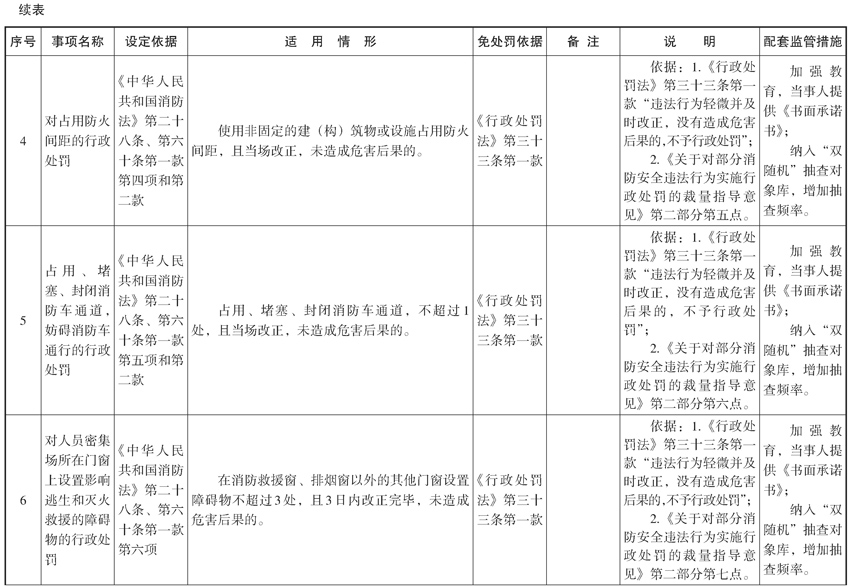 续表
序号 事项名称 设定依据 适用情形 免处罚依据 备注 说明 配套监管措施
4
对占用防火
间距的行政
处罚
《中华人民
共和国消防
法》第二十
八条、第六
十条第一款
第四项和第
二款
使用非固定的建（构）筑物或设施占用防火
间距，且当场改正，未造成危害后果的。
《行政处罚
法》第三十
三条第一款
依据：1.《行政处
罚法》第三十三条第一
款“违法行为轻微并及
时改正，没有造成危害
后果的,不予行政处罚”；
2.《关于对部分消
防安全违法行为实施行
政处罚的裁量指导意
见》第二部分第五点。
加强教
育，当事人提
供《书面承诺
书》；
纳入“双
随机”抽查对
象库，增加抽
查频率。
5
占用、堵
塞、封闭消
防车通道，
妨碍消防车
通行的行政
处罚
《中华人民
共和国消防
法》第二十
八条、第六
十条第一款
第五项和第
二款
占用、堵塞、封闭消防车通道，不超过1
处，且当场改正，未造成危害后果的。
《行政处罚
法》第三十
三条第一款
依据：1.《行政处
罚法》第三十三条第一
款“违法行为轻微并及
时改正，没有造成危害
后果的，不予行政处
罚”；
2.《关于对部分消
防安全违法行为实施行
政处罚的裁量指导意
见》第二部分第六点。
加强教
育，当事人提
供《书面承诺
书》；
纳入“双
随机”抽查对
象库，增加抽
查频率。
6
对人员密集
场所在门窗
上设置影响
逃生和灭火
救援的障碍
物的行政处
罚
《中华人民
共和国消防
法》第二十
八条、第六
十条第一款
第六项
在消防救援窗、排烟窗以外的其他门窗设置
障碍物不超过3处，且3日内改正完毕，未造成
危害后果的。
《行政处罚
法》第三十
三条第一款
依据：1.《行政处
罚法》第三十三条第一
款“违法行为轻微并及
时改正，没有造成危害
后果的,不予行政处罚”；
2.《关于对部分消
防安全违法行为实施行
政处罚的裁量指导意
见》第二部分第七点。
加强教
育，当事人提
供《书面承诺
书》；
纳入“双
随机”抽查对
象库，增加抽
查频率。